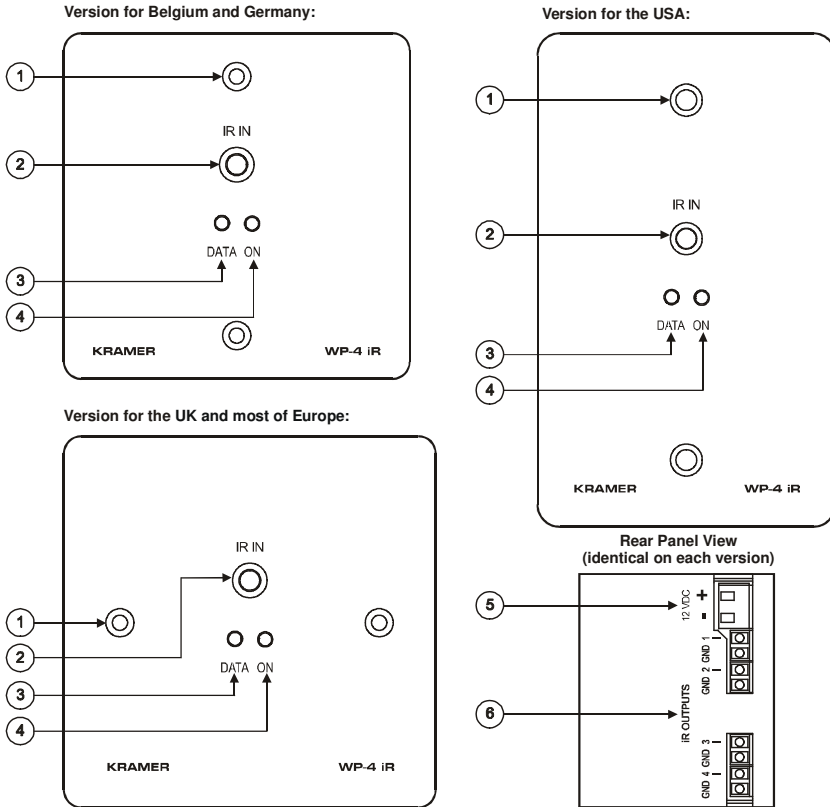 Version for Belgium and Germany:
1
IR IN
2
DATA ON
3
4
KRAMER WP-4 iR
Version for the USA:
1
IR IN
2
DATA ON
3
4
KRAMER WP-4 iR
Version for the UK and most of Europe:
IR IN
1
2
DATA ON
3
4
KRAMER WP-4 iR
Rear Panel View
(identical on each version)
5
12 VDC
+
-
GND 1
GND 2
6
iR OUTPUTS
GND 3
GND 4